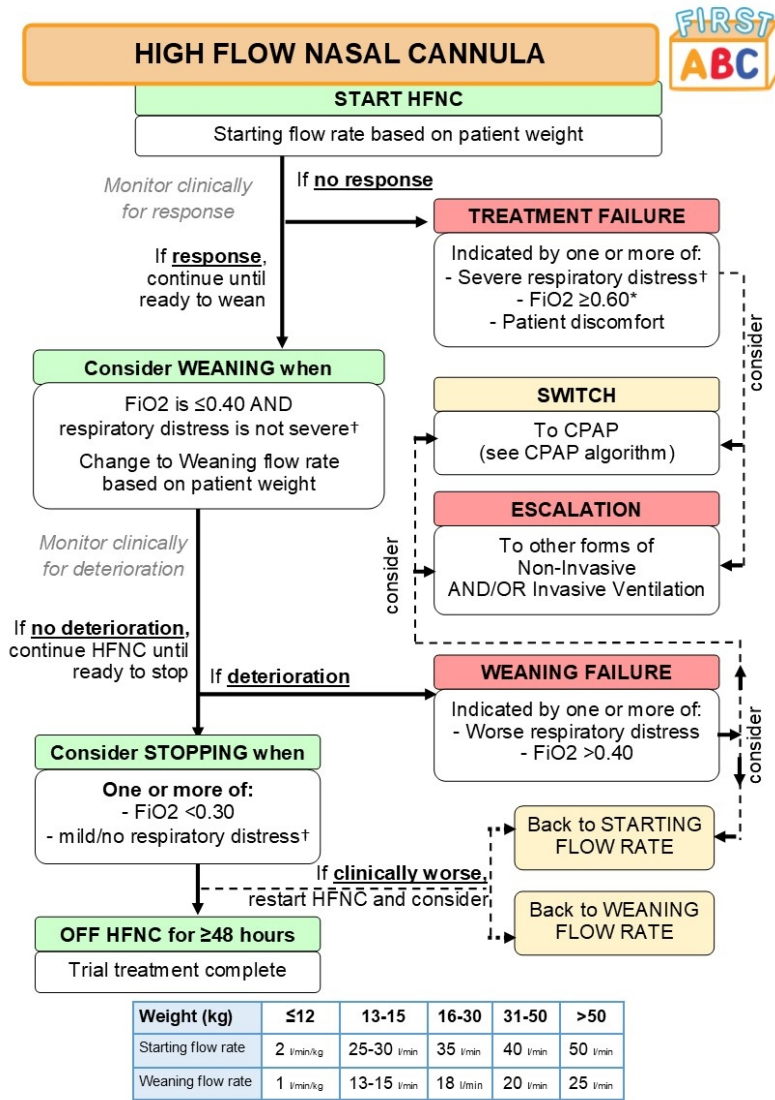 FIRST
ABC
HIGH FLOW NASAL CANNULA
START HFNC
Starting flow rate based on patient weight
Monitor clinically
for response
If no response
If response,
continue until
ready to wean
TREATMENT FAILURE
Indicated by one or more of:
- Severe respiratory distress†
- FiO2 ≥0.60*
- Patient discomfort
consider
Consider WEANING when
FiO2 is ≤0.40 AND
respiratory distress is not severe†
Change to Weaning flow rate
based on patient weight
SWITCH
To CPAP
(see CPAP algorithm)
ESCALATION
To other forms of
Non-Invasive
AND/OR Invasive Ventilation
consider
Monitor clinically
for deterioration
If no deterioration,
continue HFNC until
ready to stop
If deterioration
WEANING FAILURE
Indicated by one or more of:
- Worse respiratory distress
- FiO2 >0.40
consider
Consider STOPPING when
One or more of:
- FiO2 <0.30
- mild/no respiratory distress†
If clinically worse,
restart HFNC and consider
Back to STARTING
FLOW RATE
Back to WEANING
FLOW RATE
OFF HFNC for ≥48 hours
Trial treatment complete
Weight (kg) ≤12 13-15 16-30 31-50 >50
Starting flow rate 2 l/min/kg 25-30 l/min 35 l/min 40 l/min 50 l/min
Weaning flow rate 1 l/min/kg 13-15 l/min 18 l/min 20 l/min 25 l/min